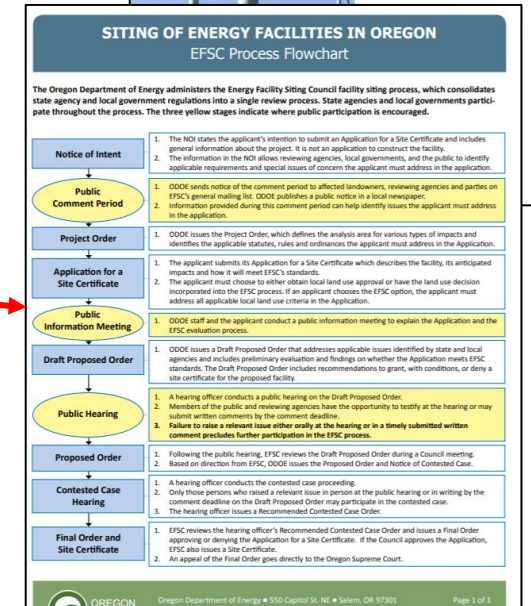 SITING OF ENERGY FACILITIES IN OREGON
EFSC Process Flowchart
The Oregon Department of Energy administers the Energy Facility Siting Council facility siting process, which consolidates
state agency and local government regulations into a single review process. State agencies and local governments partici-
pate throughout the process. The three yellow stages indicate where public participation is encouraged.
Notice of Intent
1. The NOI states the applicant's intention to submit an Application for a Site Certificate and includes
general information about the project. It is not an application to construct the facility.
2. The information in the NOI allows reviewing agencies, local governments, and the public to identify
applicable requirements and special issues of concern the applicant must address in the application.
Public
Comment Period
1. ODOE sends notice of the comment period to affected landowners, reviewing agencies and parties on
EFSC's general mailing list. ODOE publishes a public notice in a local newspaper.
2. Information provided during this comment period can help identify issues the applicant must address
in the application.
Project Order
1. ODOE issues the Project Order, which defines the analysis area for various types of impacts and
identifies the applicable statutes, rules and ordinances the applicant must address in the Application.
Application for a
Site Certificate
1. The applicant submits its Application for a Site Certificate which describes the facility, its anticipated
impacts and how it will meet EFSC's standards.
2. The applicant must choose to either obtain local use approval or have the land use decision
incorporated into the EFSC process. If an applicant chooses the EFSC option, the applicant must
address all applicable local land use criteria in the Application.
Public
Information Meeting
1. ODOE staff and the applicant conduct a public information meeting to explain the Application and the
EFSC evaluation process.
Draft Proposed Order
1. ODOE issues a Draft Proposed Order that addresses applicable issues identified by state and local
agencies and includes preliminary evaluation and findings on whether the Application meets EFSC
standards. The Draft Proposed Order includes recommendations to grant, with conditions, or deny a
site certificate for the proposed facility.
Public Hearing
1. A hearing officer conducts a public hearing on the Draft Proposed Order.
2. Members of the public and reviewing agencies have the opportunity to testify at the hearing or may
submit written comments by the comment deadline.
3. Failure to raise a relevant issue either orally at the hearing or in a timely submitted written
comment precludes further participation in the EFSC process.
Proposed Order
1. Following the public hearing, EFSC reviews the Draft Proposed Order during a Council meeting.
2. Based on direction from EFSC, ODOE issues the Proposed Order and Notice of Contested Case.
Contested Case
Hearing
1. A hearing officer conducts the contested case proceeding.
2. Only those persons who raised a relevant issue in person at the public hearing or in writing by the
comment deadline on the Draft Proposed Order may participate in the contested case.
3. The hearing officer issues a Recommended Contested Case Order.
Final Order and
Site Certificate
1. EFSC reviews the hearing officer's Recommended Contested Case Order and issues a Final Order
approving or denying the Application for a Site Certificate. If the Council approves the Application,
EFSC also issues a Site Certificate.
2. An appeal of the Final Order goes directly to the Oregon Supreme Court.
OREGON
Oregon Department of Energy • 550 Capitol St. NE • Salem, OR 97301
Page 1 of 1